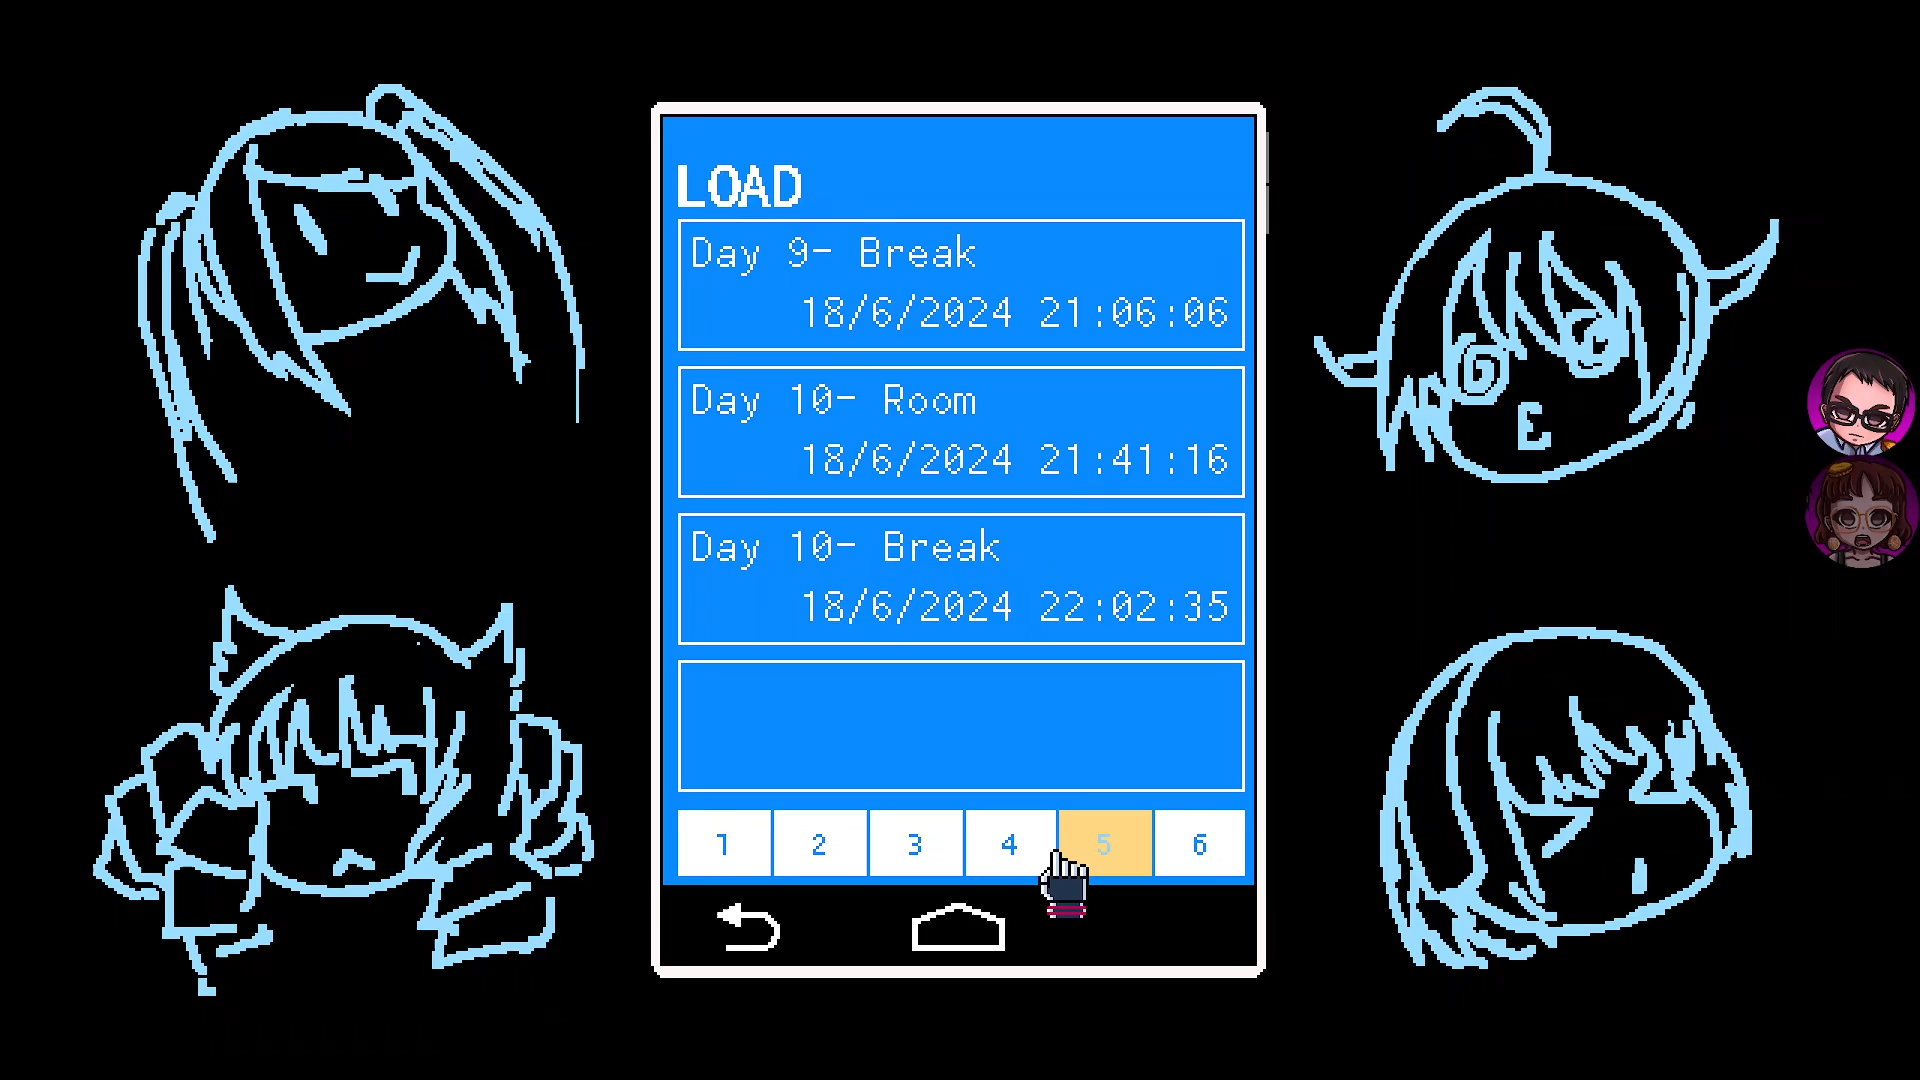 LOAD
Day 9- Break
18/6/2024 21:06:06
Day 10- Room
18/6/2024 21:41:16
Day 10- Break
18/6/2024 22:02:35
1 2 3 4 5 6